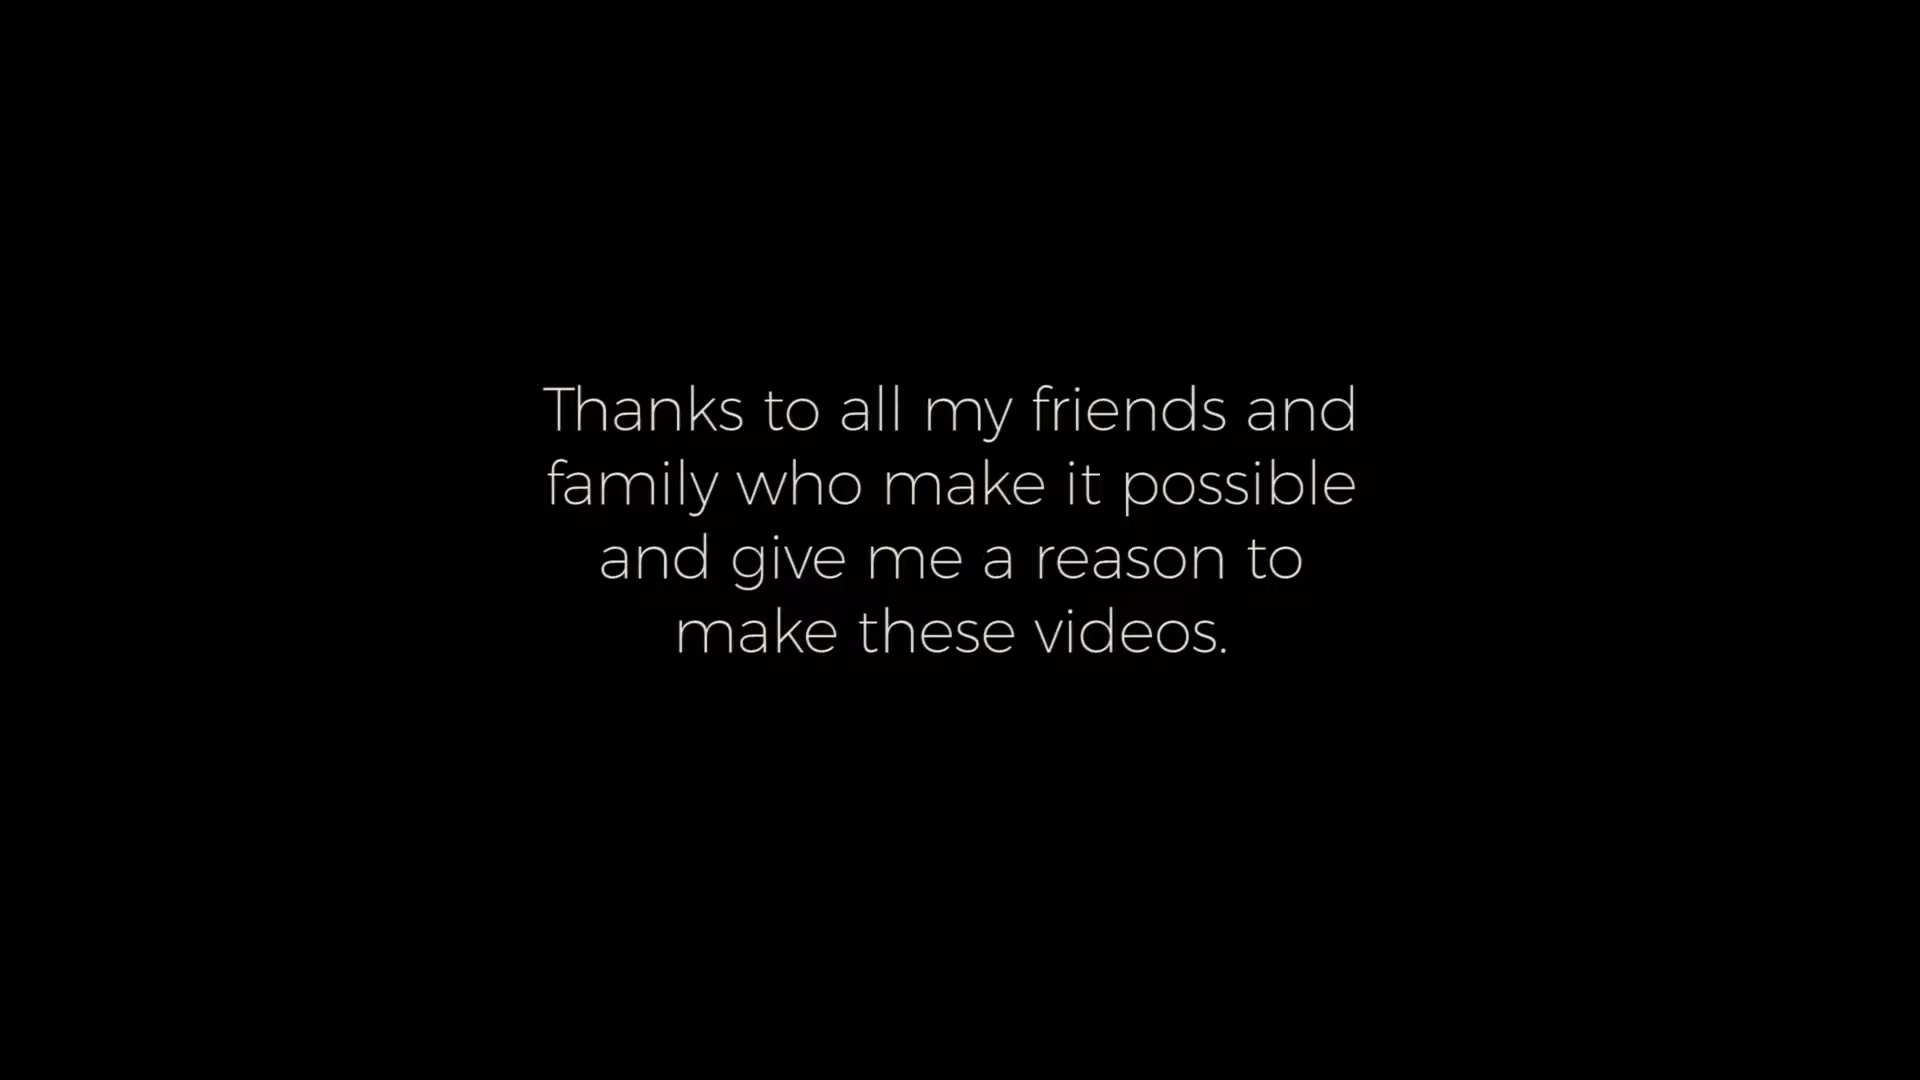 Thanks to all my friends and
family who make it possible
and give me a reason to
make these videos.